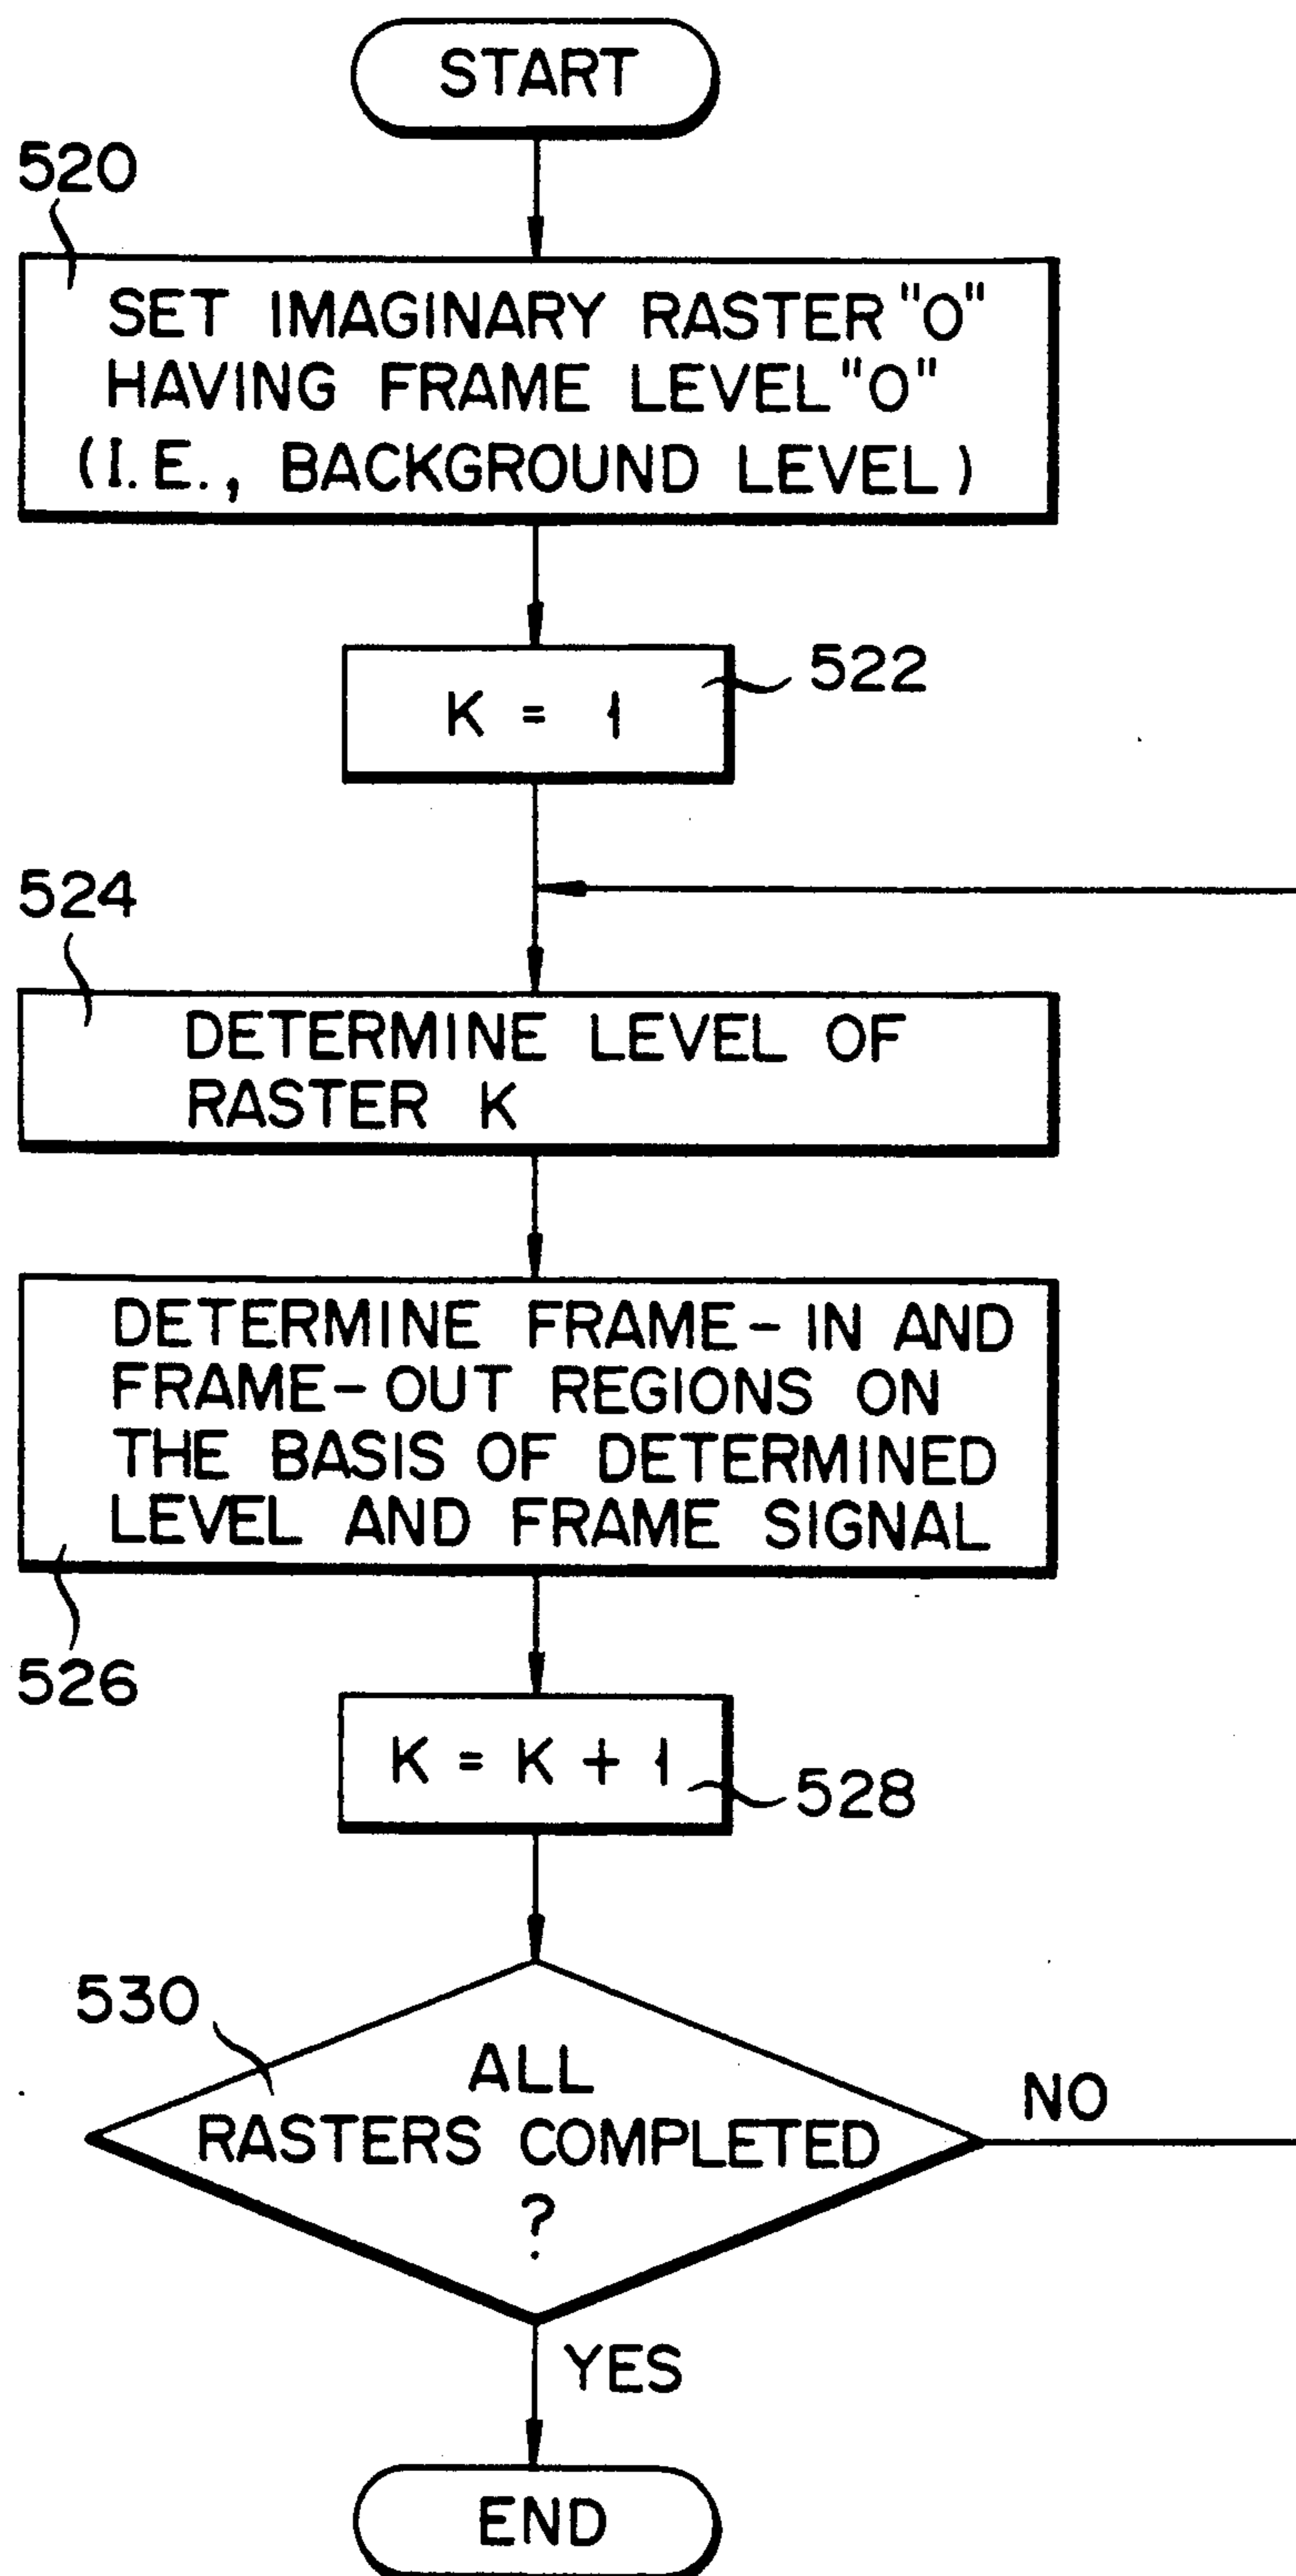 START
520
SET IMAGINARY RASTER "0"
HAVING FRAME LEVEL "0"
(I.E., BACKGROUND LEVEL)
K = 1
522
524
DETERMINE LEVEL OF
RASTER K
DETERMINE FRAME-IN AND
FRAME-OUT REGIONS ON
THE BASIS OF DETERMINED
LEVEL AND FRAME SIGNAL
526
K = K + 1
528
530
ALL
RASTERS COMPLETED
?
NO
YES
END